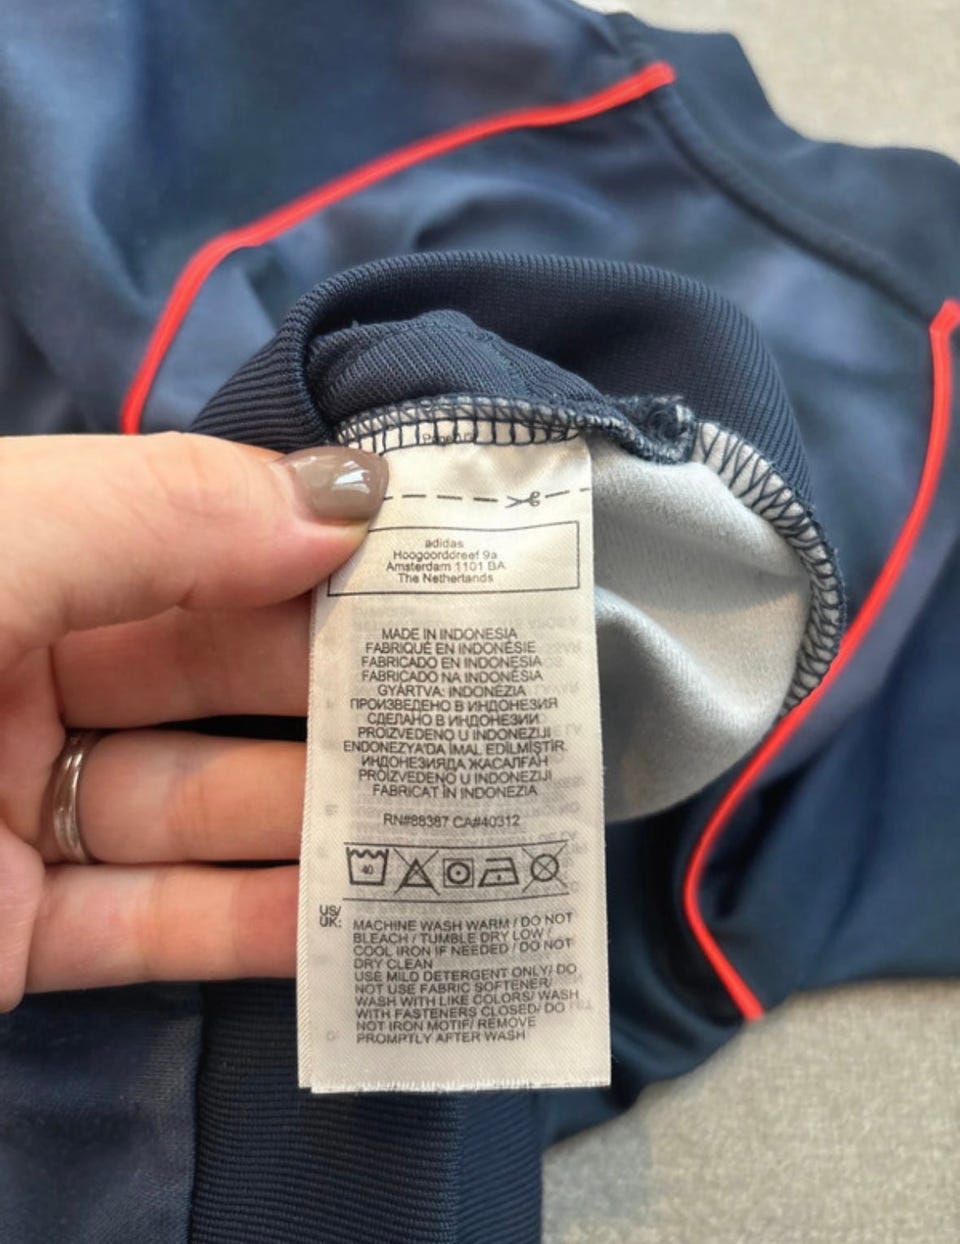 adidas
Hoogoorddreef 9a
Amsterdam 1101 BA
The Netherlands
MADE IN INDONESIA
FABRIQUÉ EN INDONÉSIE
FABRICADO EN INDONESIA
FABRICADO NA INDONÉSIA
GYÁRTVA: INDONÉZIA
ПРОИЗВЕДЕНО В ИНДОНЕЗИЯ
СДЕЛАНО В ИНДОНЕЗИИ
PROIZVEDENO U INDONEZIJI
ENDONEZYA'DA İMAL EDİLMİŞTİR.
ИНДОНЕЗИЯДА ЖАСАЛҒАН
PROIZVEDENO U INDONEZIJI
FABRICAT ÎN INDONEZIA
RN#88387 CA#40312
40
US/
UK:
MACHINE WASH WARM / DO NOT
BLEACH / TUMBLE DRY LOW /
COOL IRON IF NEEDED / DO NOT
DRY CLEAN
USE MILD DETERGENT ONLY/ DO
NOT USE FABRIC SOFTENER/
WASH WITH LIKE COLORS/ WASH
WITH FASTENERS CLOSED/ DO
NOT IRON MOTIF/ REMOVE
PROMPTLY AFTER WASH